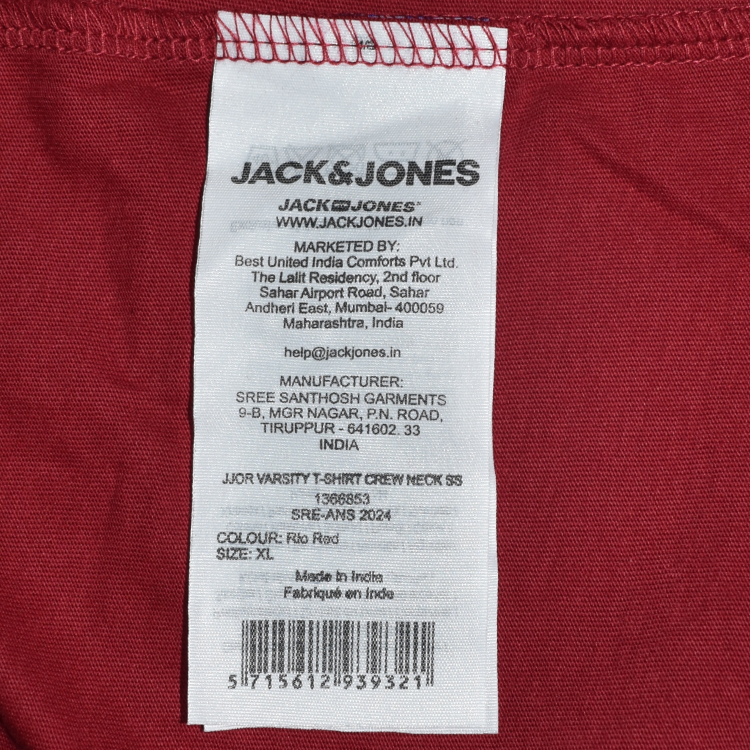 JACK&JONES
JACK JONES®
WWW.JACKJONES.IN
MARKETED BY:
Best United India Comforts Pvt Ltd.
The Lalit Residency, 2nd floor
Sahar Airport Road, Sahar
Andheri East, Mumbai- 400059
Maharashtra, India
help@jackjones.in
MANUFACTURER:
SREE SANTHOSH GARMENTS
9-B, MGR NAGAR, P.N. ROAD,
TIRUPPUR - 641602. 33
INDIA
JJOR VARSITY T-SHIRT CREW NECK SS
1366853
SRE-ANS 2024
COLOUR: Rio Red
SIZE: XL
Made in India
Fabriqué en Inde
5 715612 939321